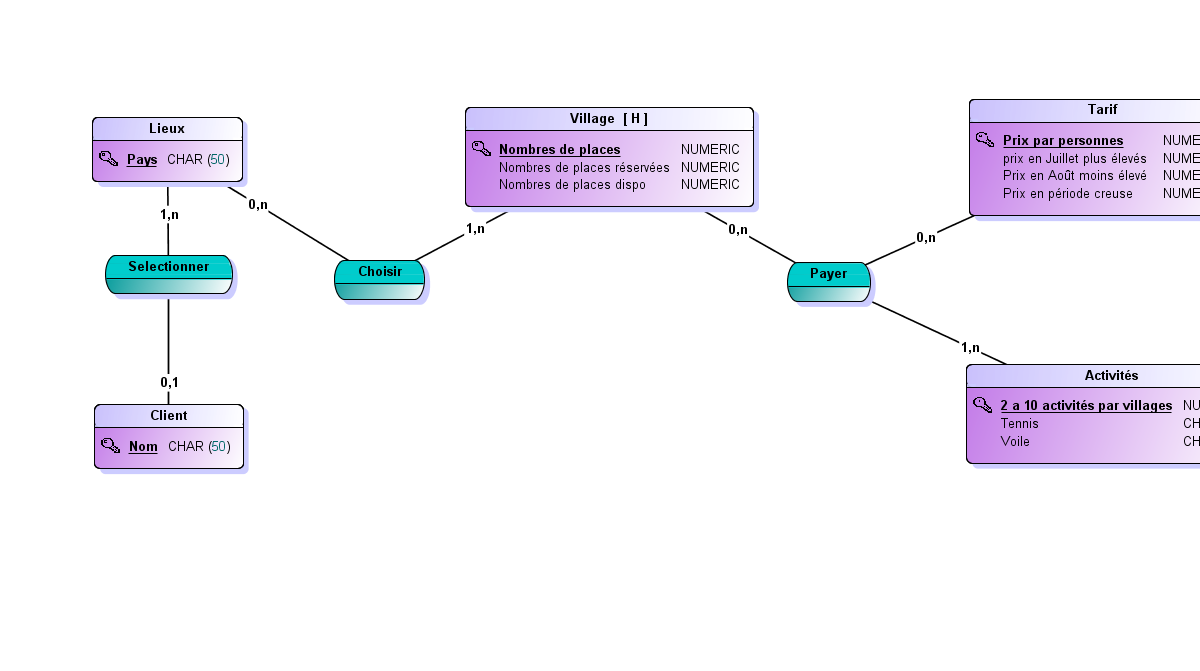 Lieux
Pays CHAR (50)
Village [ H ]
Nombres de places NUMERIC
Nombres de places réservées NUMERIC
Nombres de places dispo NUMERIC
Tarif
Prix par personnes NUME
prix en Juillet plus élevés NUME
Prix en Août moins élevé NUME
Prix en période creuse NUME
1,n
0,n
1,n
0,n
0,n
Selectionner
Choisir
Payer
0,1
1,n
Client
Nom CHAR (50)
Activités
2 a 10 activités par villages NU
Tennis CH
Voile CH